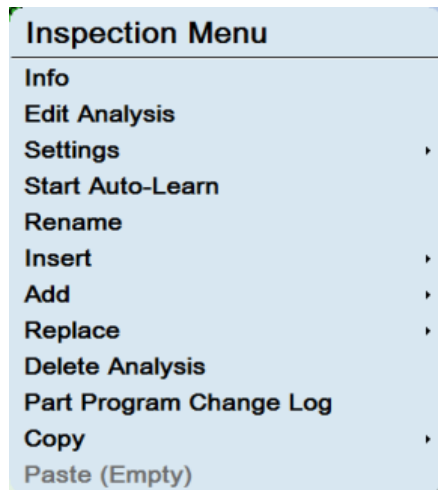 Inspection Menu
Info
Edit Analysis
Settings
Start Auto-Learn
Rename
Insert
Add
Replace
Delete Analysis
Part Program Change Log
Copy
Paste (Empty)